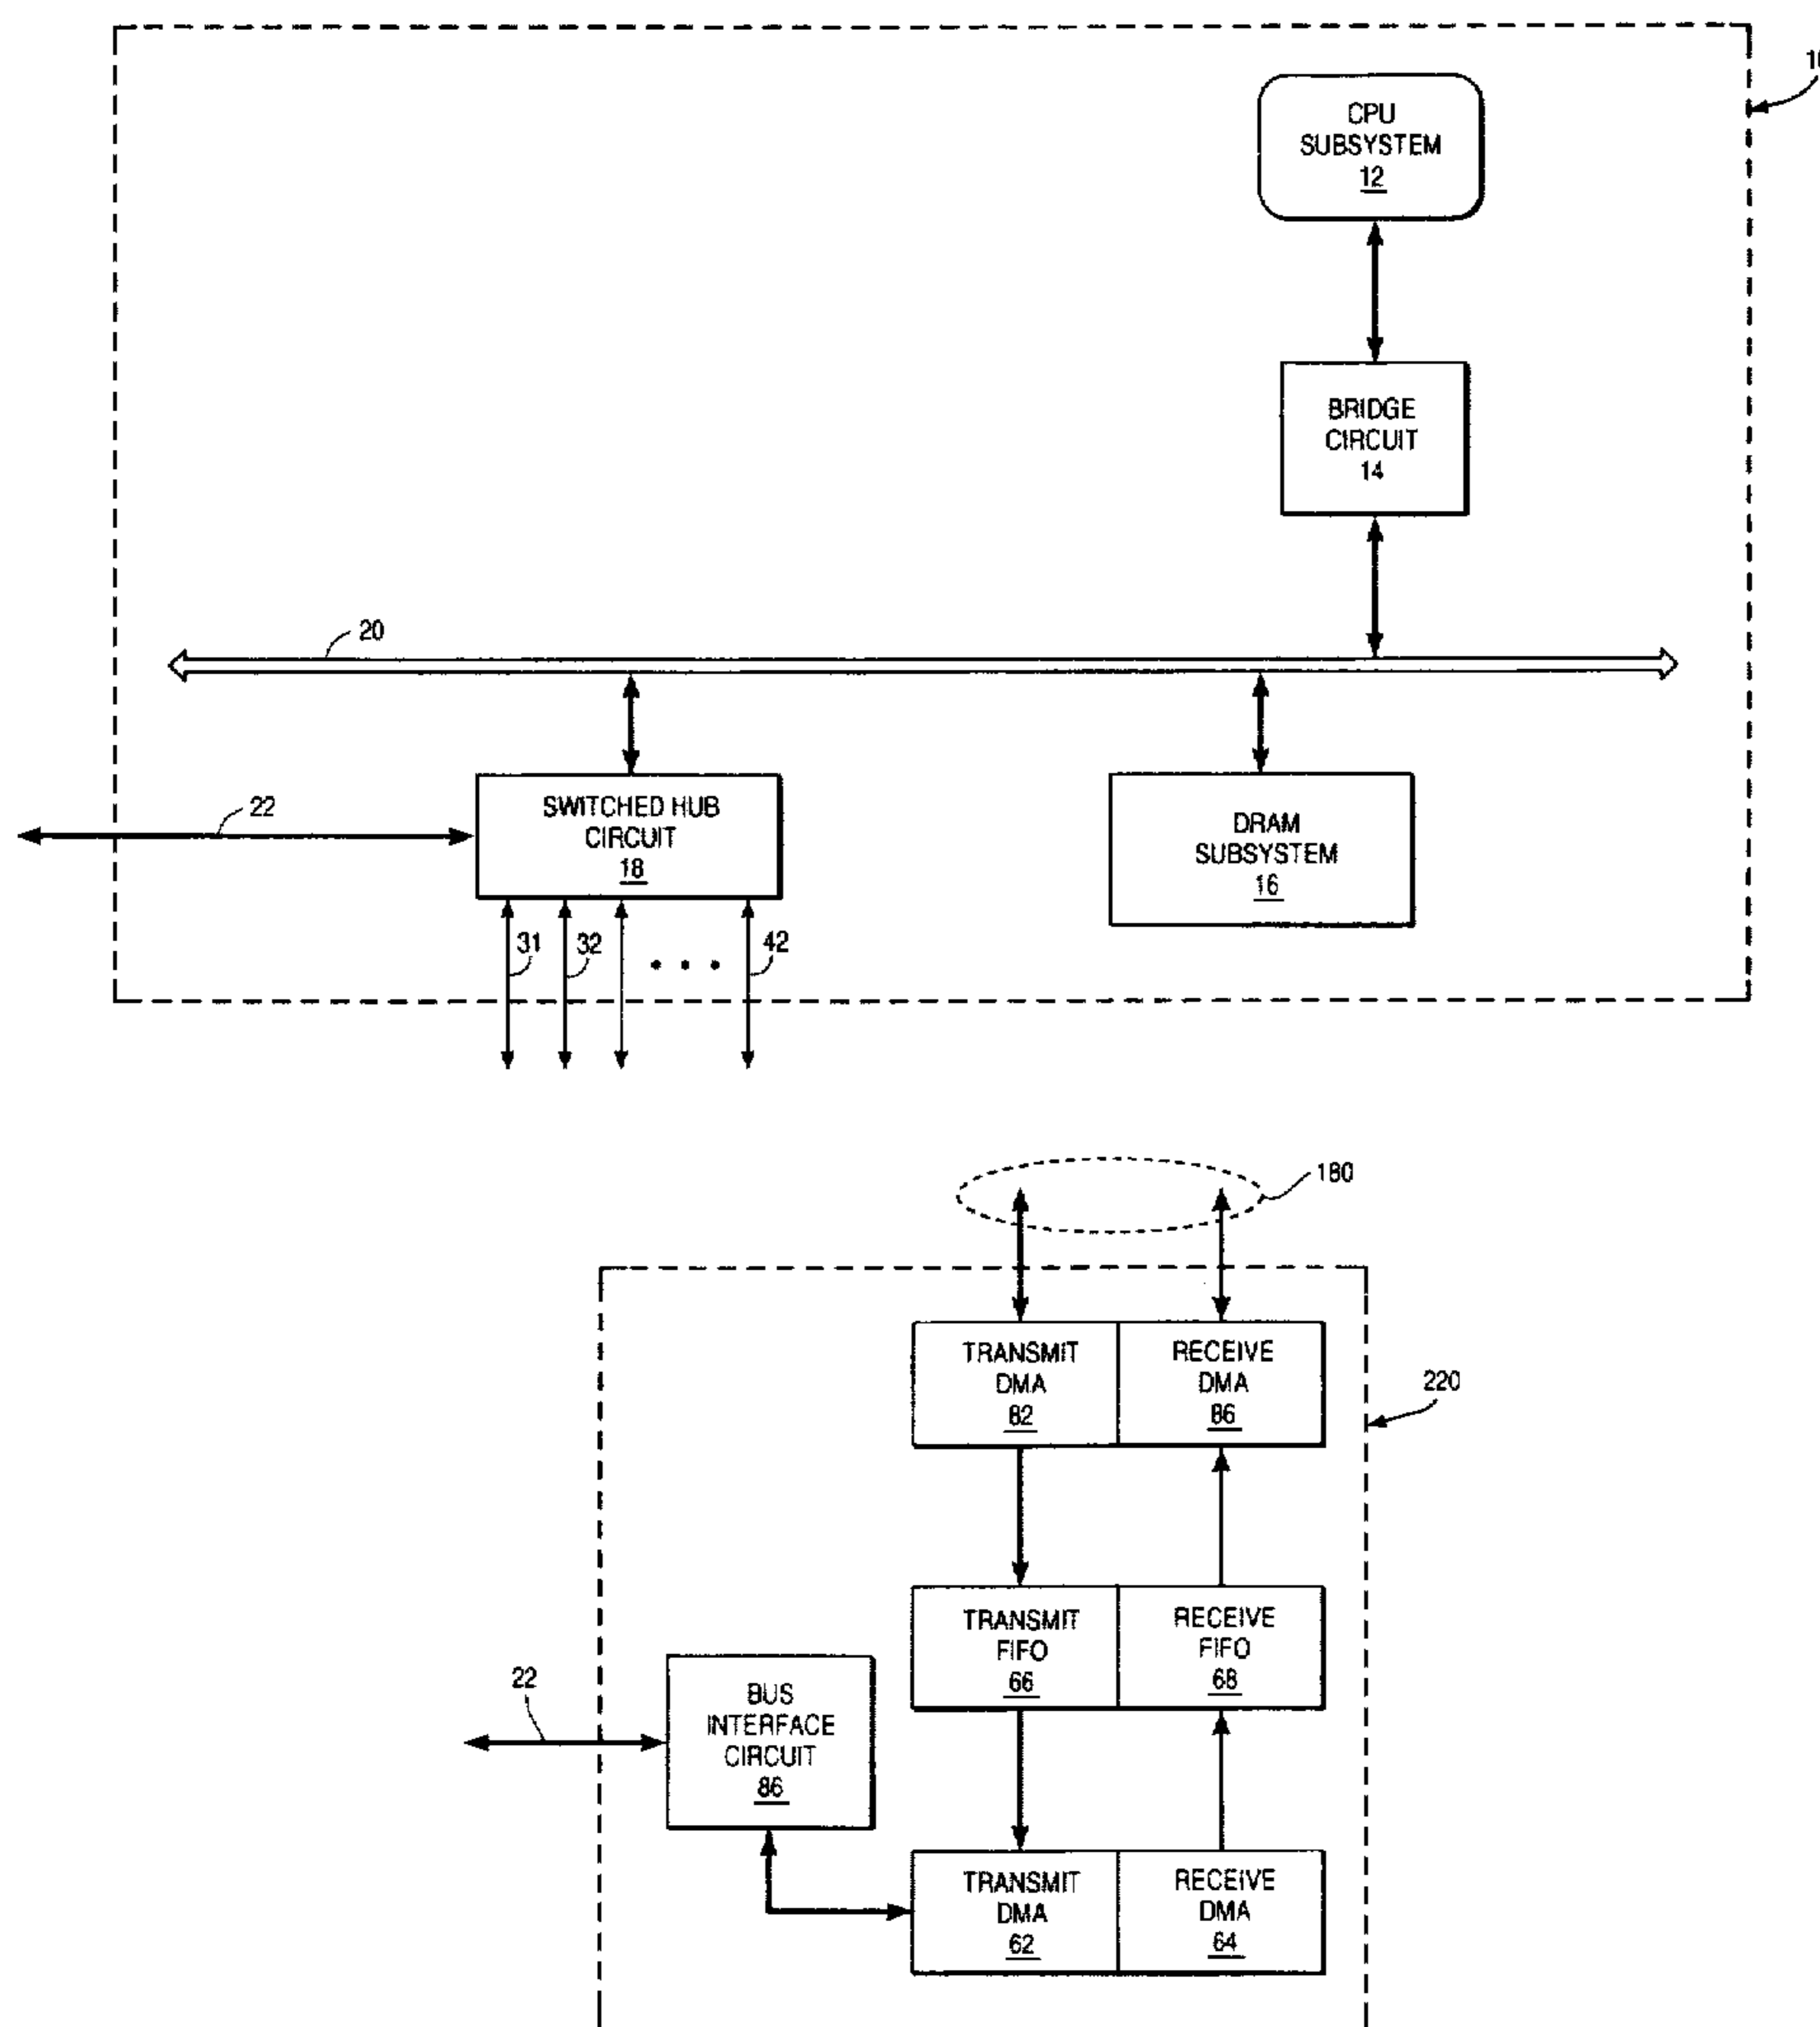 CPU
SUBSYSTEM
12
BRIDGE
CIRCUIT
14
20
22
SWITCHED HUB
CIRCUIT
18
DRAM
SUBSYSTEM
16
31
32
• • •
42
180
TRANSMIT
DMA
82
RECEIVE
DMA
86
220
TRANSMIT
FIFO
66
RECEIVE
FIFO
68
22
BUS
INTERFACE
CIRCUIT
86
TRANSMIT
DMA
62
RECEIVE
DMA
64